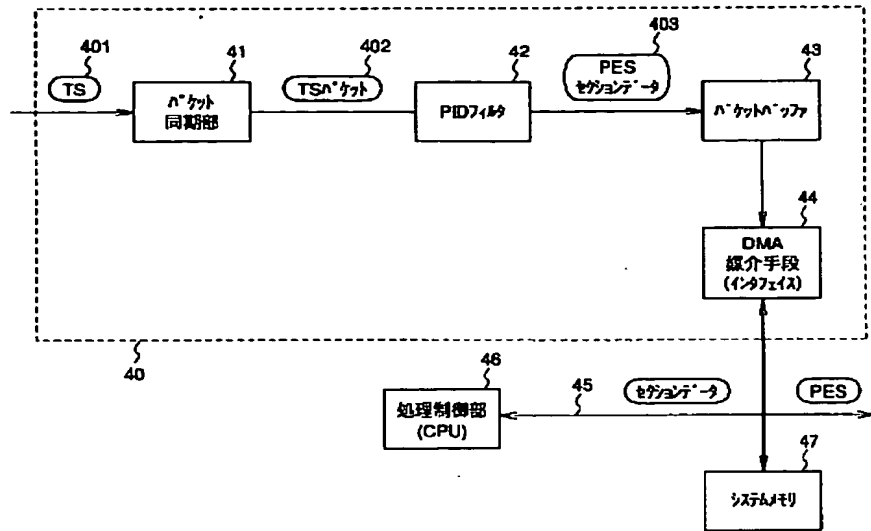 401
TS
41
パケット
同期部
402
TSパケット
42
PIDフィルタ
403
PES
セクションデータ
43
パケットバッファ
44
DMA
媒介手段
(インタフェイス)
40
46
処理制御部
(CPU)
45
セクションデータ
PES
47
システムメモリ